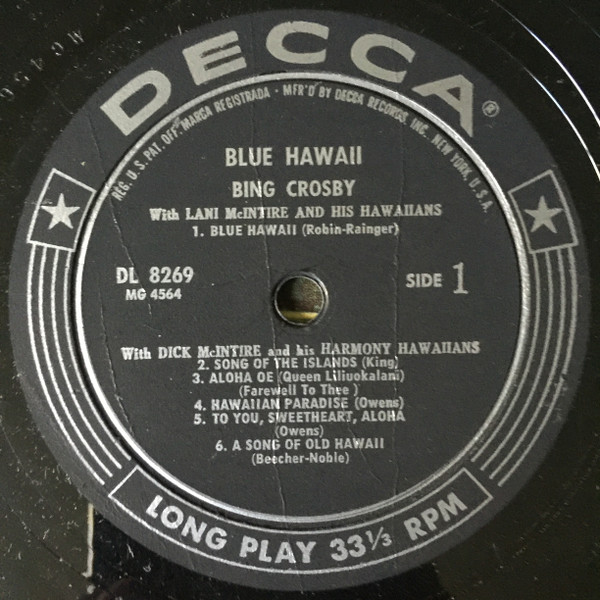 DECCA®
REG. U.S. PAT. OFF. MARCA REGISTRADA · MFR'D BY DECCA RECORDS, INC. NEW YORK, U.S.A.
BLUE HAWAII
BING CROSBY
With LANI McINTIRE AND HIS HAWAIIANS
1. BLUE HAWAII (Robin-Rainger)
DL 8269
MG 4564
SIDE 1
With DICK McINTIRE and his HARMONY HAWAIIANS
2. SONG OF THE ISLANDS (King)
3. ALOHA OE (Queen Liliuokalani)
(Farewell To Thee )
4. HAWAIIAN PARADISE (Owens)
5. TO YOU, SWEETHEART, ALOHA
(Owens)
6. A SONG OF OLD HAWAII
(Beecher-Noble)
LONG PLAY 33⅓ RPM